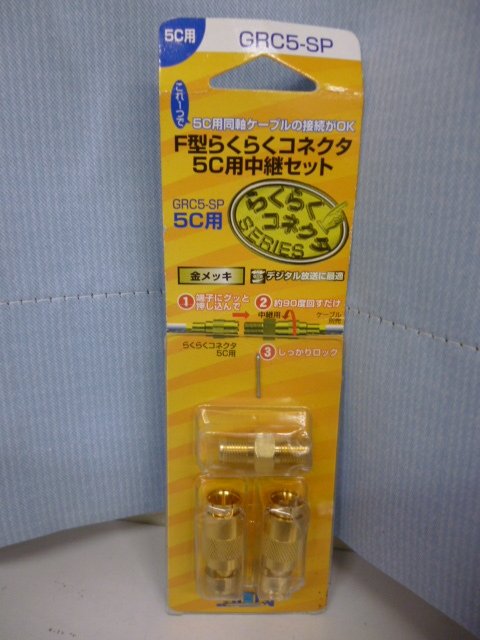 5C用
GRC5-SP
これ1つで
5C用同軸ケーブルの接続がOK
F型らくらくコネクタ
5C用中継セット
GRC5-SP
5C用
らくらく
コネクタ
SERIES
金メッキ
デジタル放送に最適
1 端子にグッと
押し込んで
2 約90度回すだけ
中継用
ケーブル
別売
らくらくコネクタ
5C用
3 しっかりロック